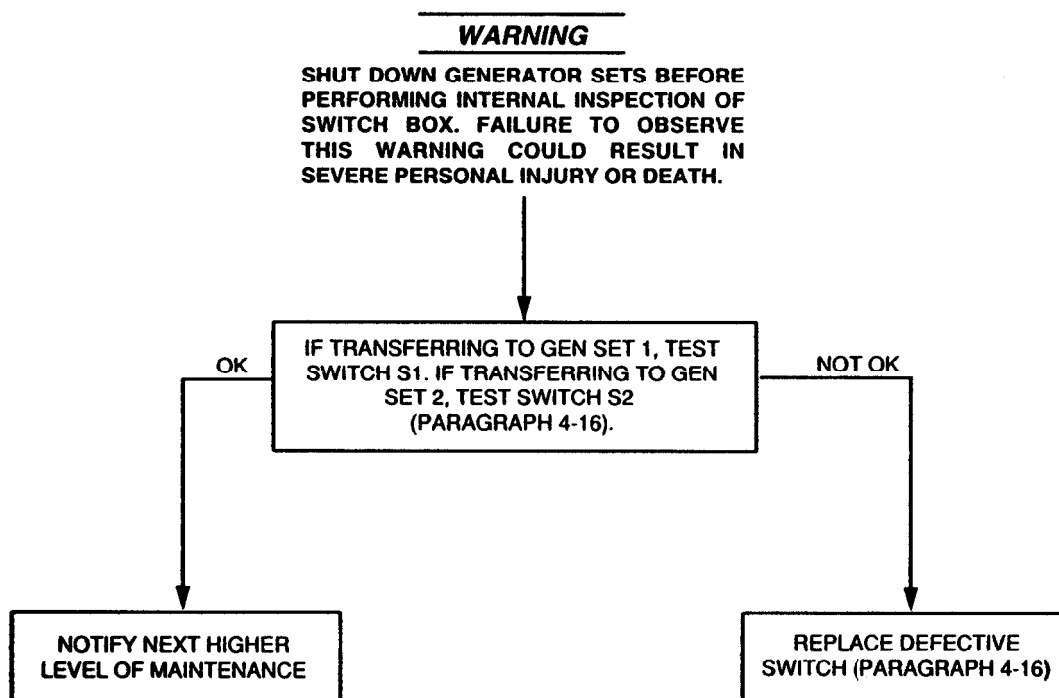 WARNING
SHUT DOWN GENERATOR SETS BEFORE
PERFORMING INTERNAL INSPECTION OF
SWITCH BOX. FAILURE TO OBSERVE
THIS WARNING COULD RESULT IN
SEVERE PERSONAL INJURY OR DEATH.
IF TRANSFERRING TO GEN SET 1, TEST
SWITCH S1. IF TRANSFERRING TO GEN
SET 2, TEST SWITCH S2
(PARAGRAPH 4-16).
OK
NOT OK
NOTIFY NEXT HIGHER
LEVEL OF MAINTENANCE
REPLACE DEFECTIVE
SWITCH (PARAGRAPH 4-16)